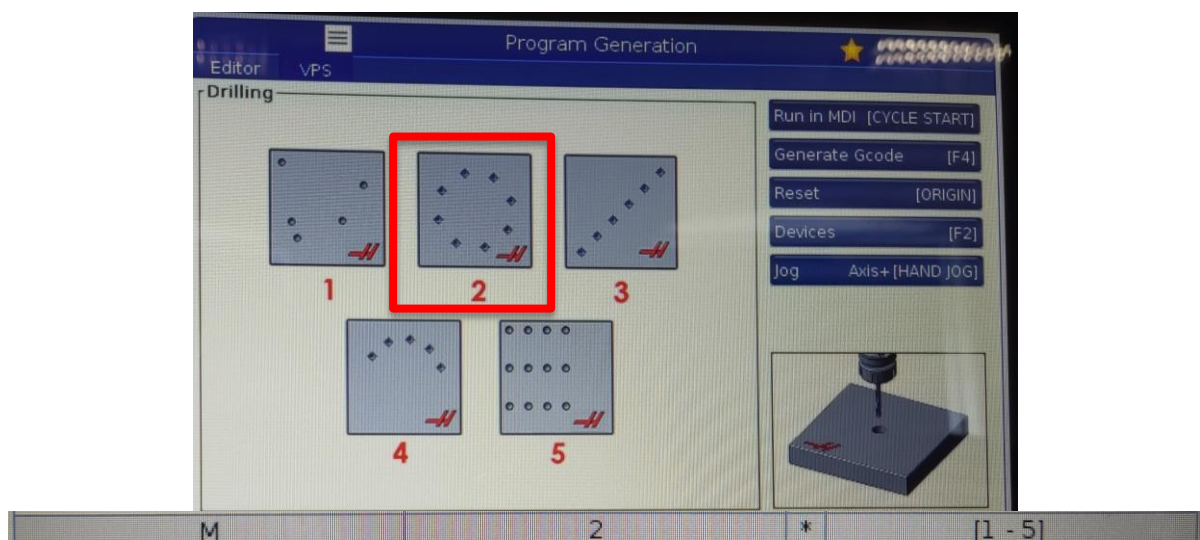 Program Generation
Editor VPS
Drilling
Run in MDI [CYCLE START]
Generate Gcode [F4]
Reset [ORIGIN]
Devices [F2]
Jog Axis+[HAND JOG]
1 2 3
4 5
M 2 * [1 - 5]